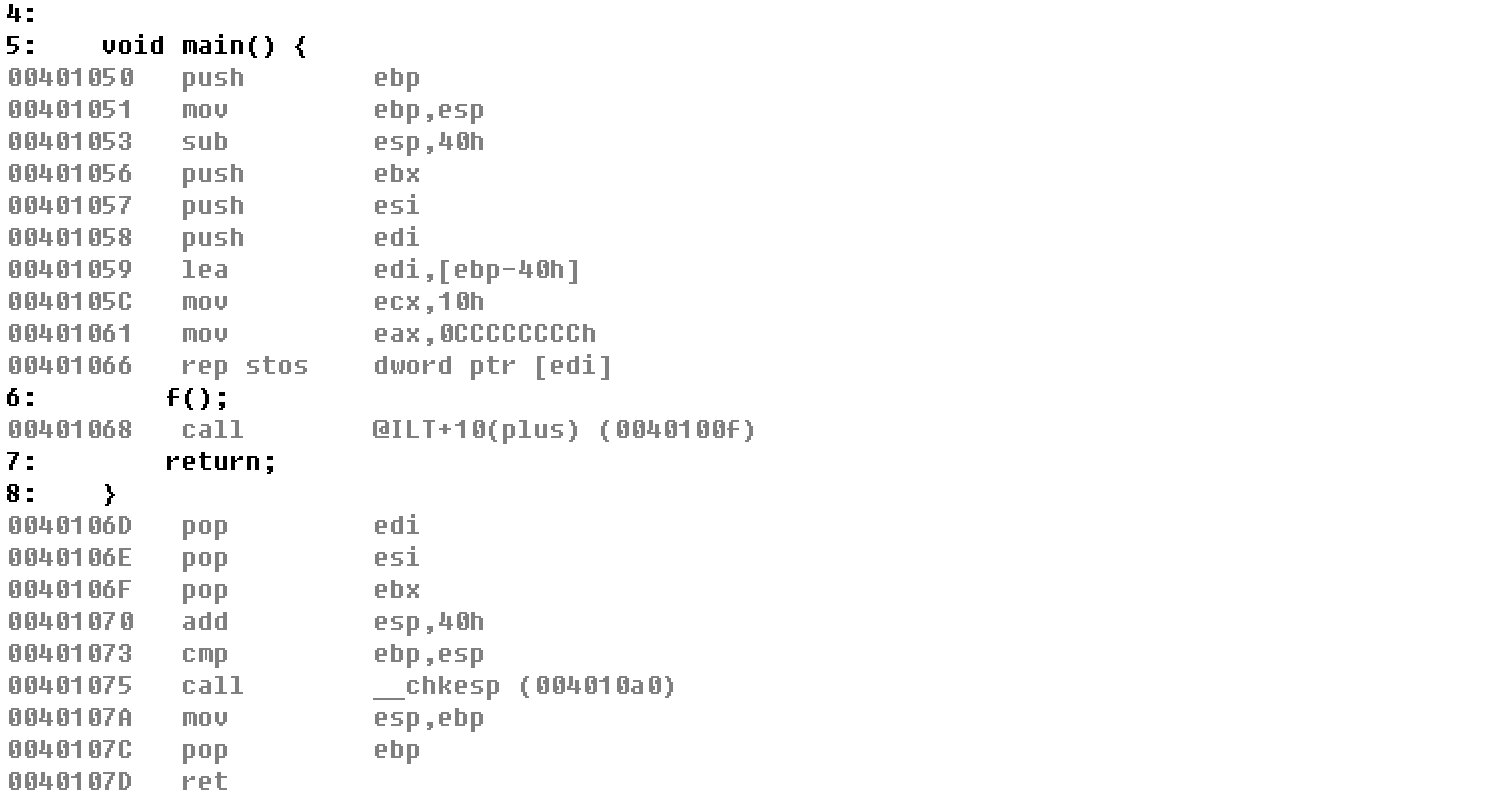 4:
5:    void main() {
00401050   push        ebp
00401051   mov         ebp,esp
00401053   sub         esp,40h
00401056   push        ebx
00401057   push        esi
00401058   push        edi
00401059   lea         edi,[ebp-40h]
0040105C   mov         ecx,10h
00401061   mov         eax,0CCCCCCCCh
00401066   rep stos    dword ptr [edi]
6:        f();
00401068   call        @ILT+10(plus) (0040100f)
7:        return;
8:    }
0040106D   pop         edi
0040106E   pop         esi
0040106F   pop         ebx
00401070   add         esp,40h
00401073   cmp         ebp,esp
00401075   call        __chkesp (004010a0)
0040107A   mov         esp,ebp
0040107C   pop         ebp
0040107D   ret